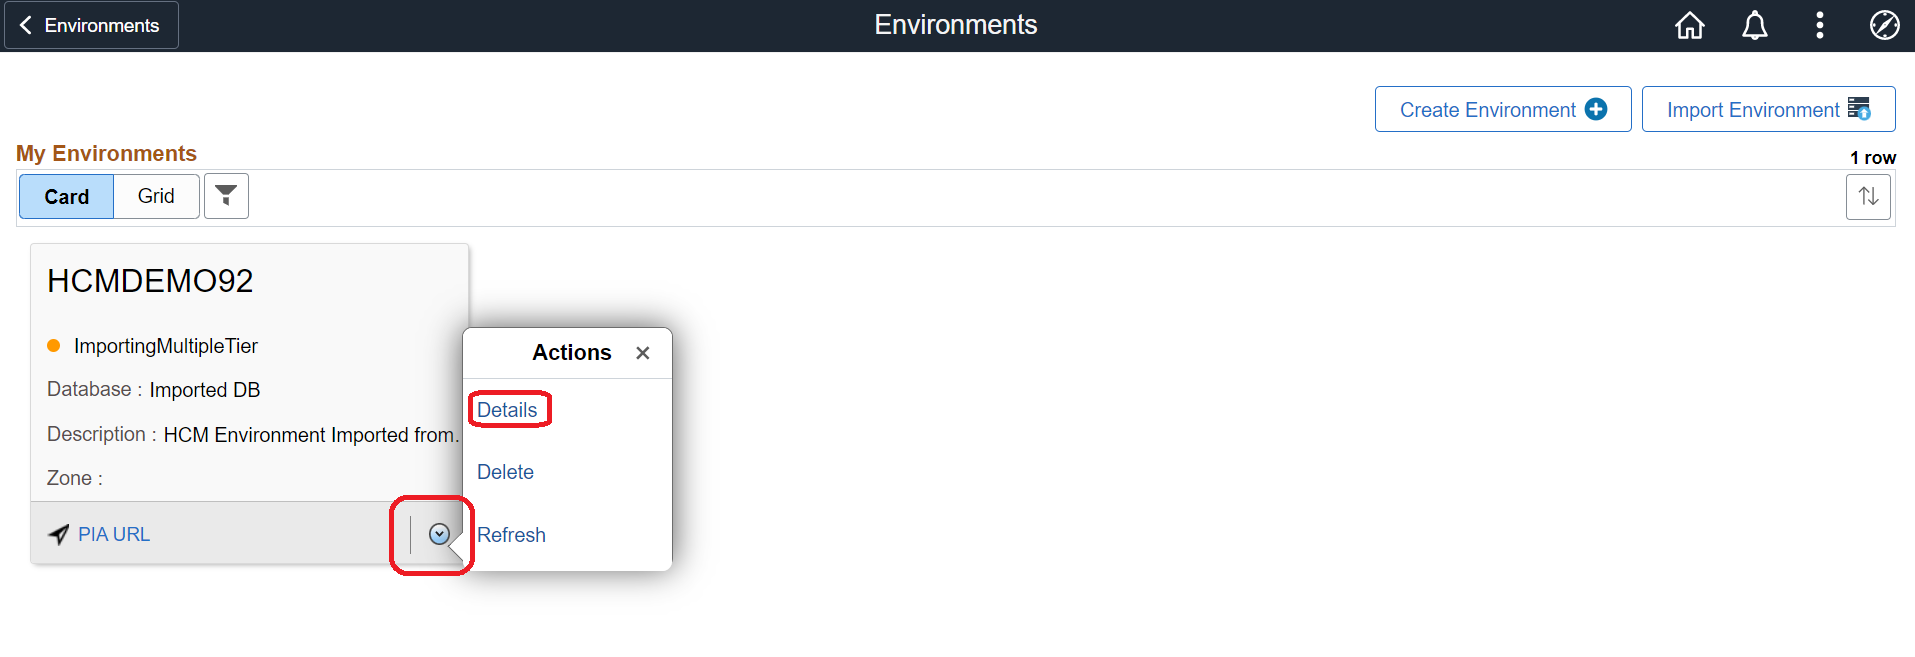 Environments
Environments
Create Environment
Import Environment
My Environments
1 row
Card
Grid
HCMDEMO92
ImportingMultipleTier
Database : Imported DB
Description : HCM Environment Imported from.
Zone :
PIA URL
Actions
Details
Delete
Refresh